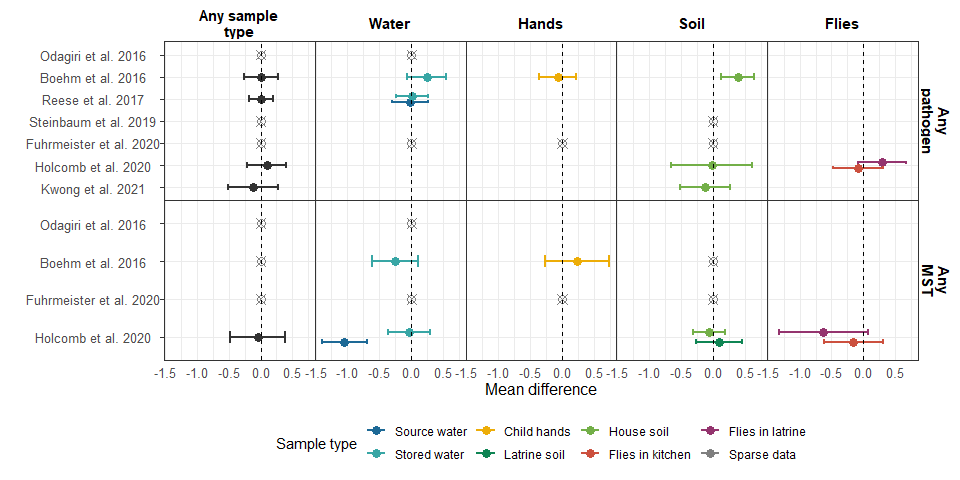 Any sample
type
Water
Hands
Soil
Flies
Odagiri et al. 2016
Boehm et al. 2016
Reese et al. 2017
Steinbaum et al. 2019
Fuhrmeister et al. 2020
Holcomb et al. 2020
Kwong et al. 2021
Any
pathogen
Odagiri et al. 2016
Boehm et al. 2016
Fuhrmeister et al. 2020
Holcomb et al. 2020
Any
MST
-1.5 -1.0 -0.5 0.0 0.5 -1.5 -1.0 -0.5 0.0 0.5 -1.5 -1.0 -0.5 0.0 0.5 -1.5 -1.0 -0.5 0.0 0.5 -1.5 -1.0 -0.5 0.0 0.5
Mean difference
Sample type
Source water Child hands House soil Flies in latrine
Stored water Latrine soil Flies in kitchen Sparse data